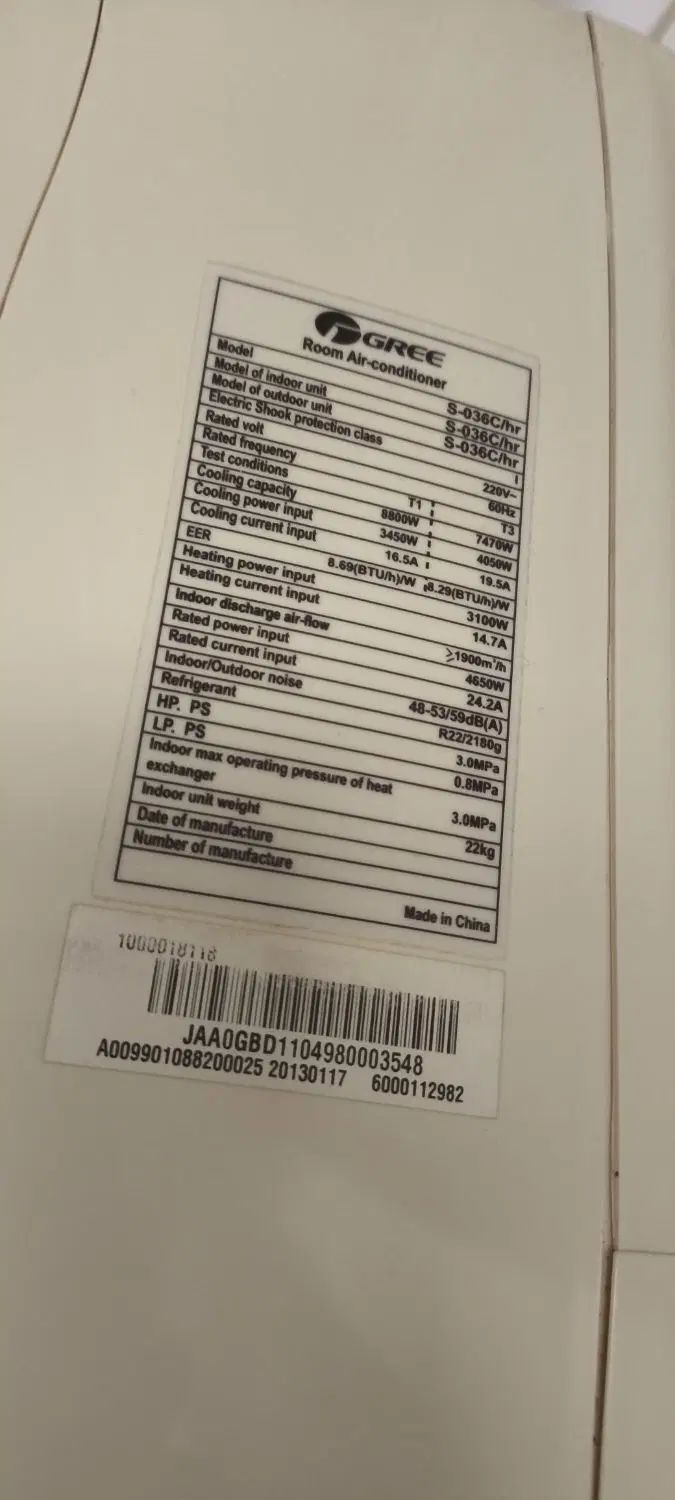 GREE
Room Air-conditioner
Model S-036C/hr
Model of indoor unit S-036C/hr
Model of outdoor unit S-036C/hr
Electric Shook protection class I
Rated volt 220V~
Rated frequency 60Hz
Test conditions T1 T3
Cooling capacity 8800W 7470W
Cooling power input 3450W 4050W
Cooling current input 16.5A 19.5A
EER 8.69(BTU/h)/W 8.29(BTU/h)/W
Heating power input 3100W
Heating current input 14.7A
Indoor discharge air-flow ≥1900m³/h
Rated power input 4650W
Rated current input 24.2A
Indoor/Outdoor noise 48-53/59dB(A)
Refrigerant R22/2180g
HP. PS 3.0MPa
LP. PS 0.8MPa
Indoor max operating pressure of heat
exchanger 3.0MPa
Indoor unit weight 22kg
Date of manufacture
Number of manufacture
Made in China
1000018118
JAA0GBD1104980003548
A009901088200025 20130117 6000112982